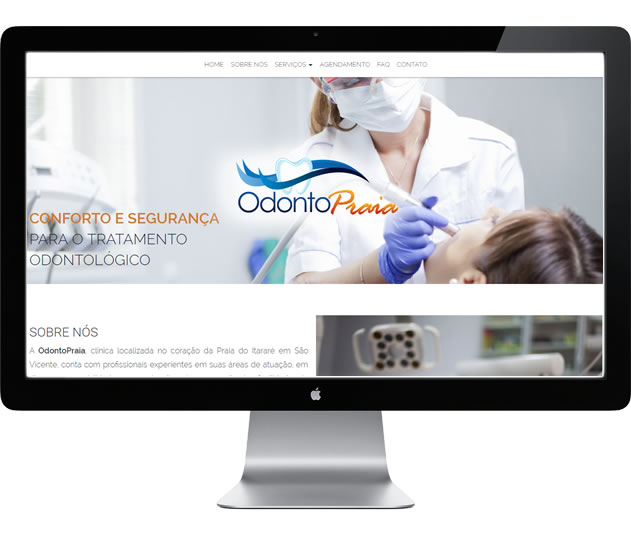 HOME SOBRE NÓS SERVIÇOS AGENDAMENTO FAQ CONTATO
OdontoPraia
CONFORTO E SEGURANÇA
PARA O TRATAMENTO
ODONTOLÓGICO
SOBRE NÓS
A OdontoPraia, clínica localizada no coração da Praia do Itararé em São
Vicente, conta com profissionais experientes em suas áreas de atuação, em